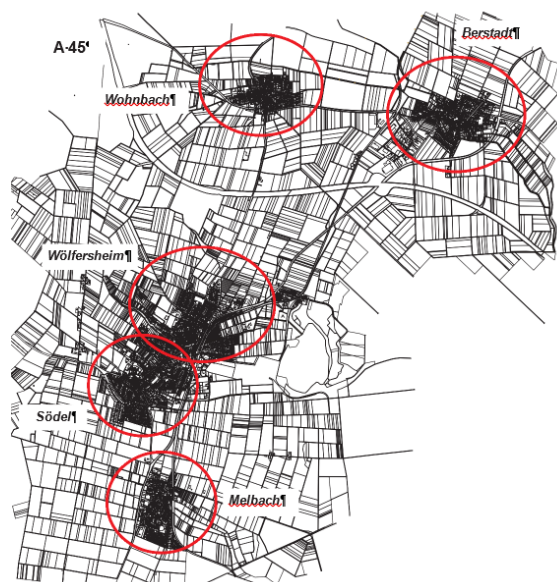 Berstadt¶
A-45¶
Wohnbach¶
Wölfersheim¶
Södel¶
Melbach¶